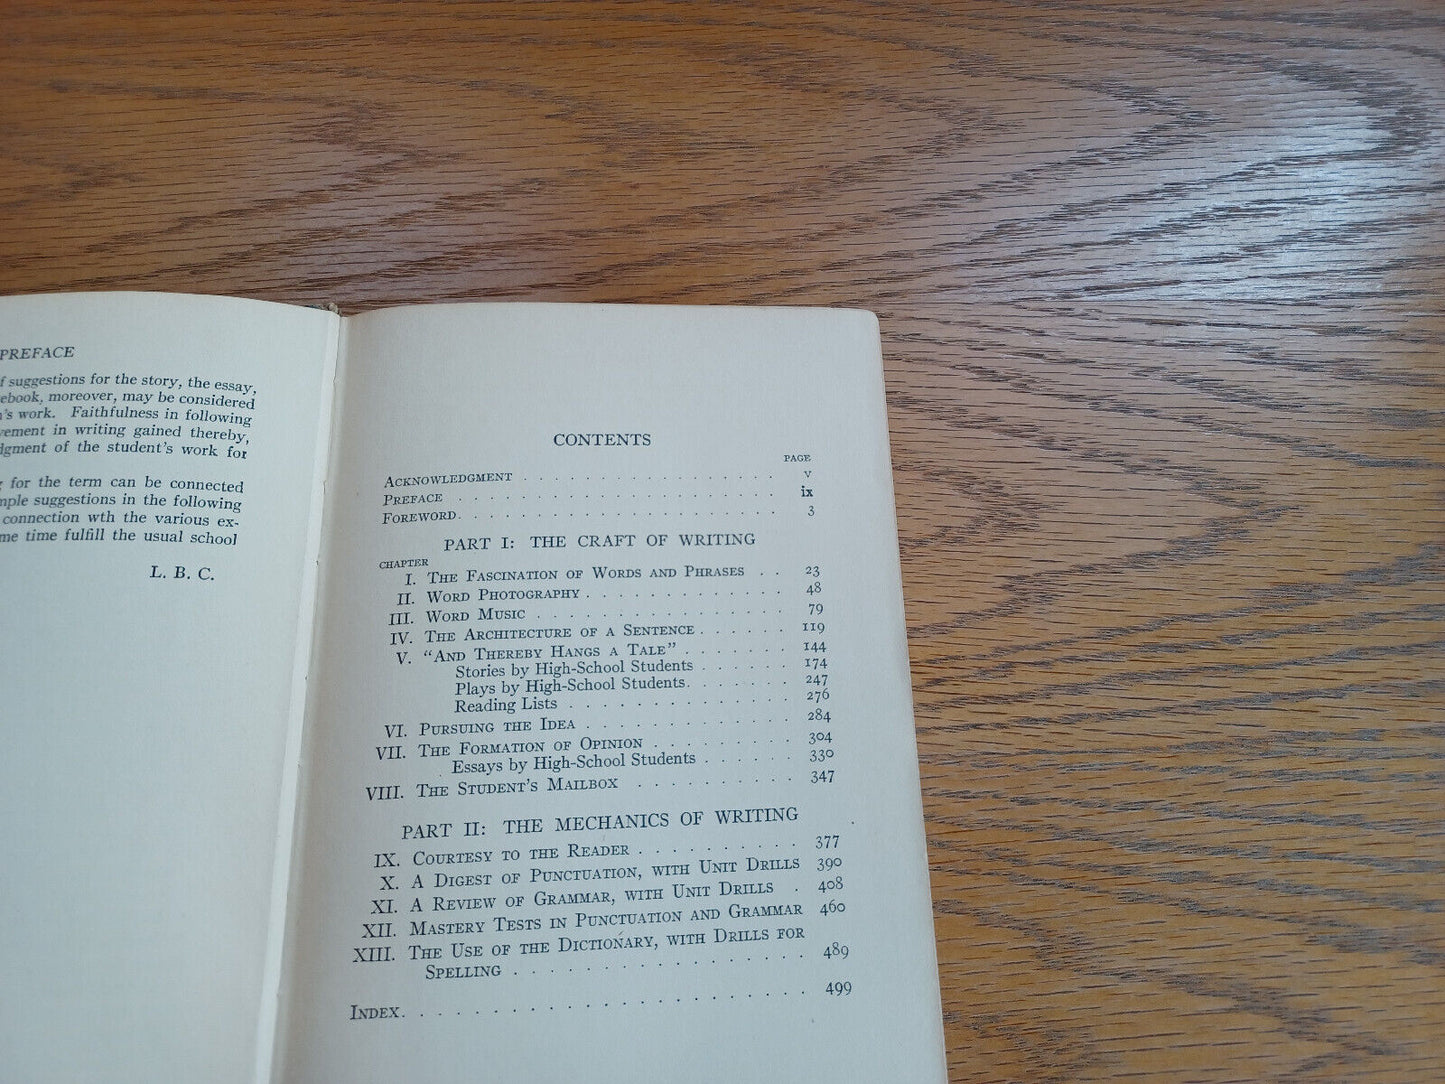 PREFACE
f suggestions for the story, the essay,
ebook, moreover, may be considered
's work. Faithfulness in following
vement in writing gained thereby,
dgment of the student's work for
for the term can be connected
mple suggestions in the following
connection wth the various ex-
me time fulfill the usual school
L. B. C.
CONTENTS
PAGE
ACKNOWLEDGMENT . . . . . . . . . . . . . . . . . v
PREFACE . . . . . . . . . . . . . . . . . . . . ix
FOREWORD. . . . . . . . . . . . . . . . . . . . 3
PART I: THE CRAFT OF WRITING
CHAPTER
I. THE FASCINATION OF WORDS AND PHRASES . . 23
II. WORD PHOTOGRAPHY . . . . . . . . . . . . . 48
III. WORD MUSIC . . . . . . . . . . . . . . . . 79
IV. THE ARCHITECTURE OF A SENTENCE . . . . . . 119
V. "AND THEREBY HANGS A TALE" . . . . . . . 144
Stories by High-School Students . . . . . . 174
Plays by High-School Students. . . . . . . 247
Reading Lists . . . . . . . . . . . . . 276
VI. PURSUING THE IDEA . . . . . . . . . . . . . 284
VII. THE FORMATION OF OPINION . . . . . . . . . 304
Essays by High-School Students . . . . . . 330
VIII. THE STUDENT'S MAILBOX . . . . . . . . . 347
PART II: THE MECHANICS OF WRITING
IX. COURTESY TO THE READER . . . . . . . . . . 377
X. A DIGEST OF PUNCTUATION, WITH UNIT DRILLS 390
XI. A REVIEW OF GRAMMAR, WITH UNIT DRILLS . 408
XII. MASTERY TESTS IN PUNCTUATION AND GRAMMAR 460
XIII. THE USE OF THE DICTIONARY, WITH DRILLS FOR
SPELLING . . . . . . . . . . . . . . . . . 489
INDEX. . . . . . . . . . . . . . . . . . . . . . 499